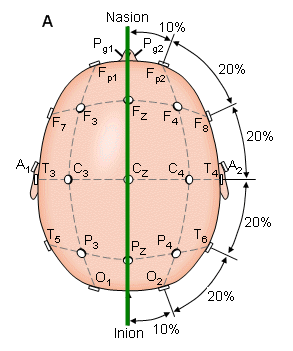 A
Nasion
10%
Pg1 Pg2
20%
Fp1 Fp2
F7 F3 Fz F4 F8
20%
A1 T3 C3 Cz C4 T4 A2
20%
T5 P3 Pz P4 T6
O1 O2
20%
Inion 10%